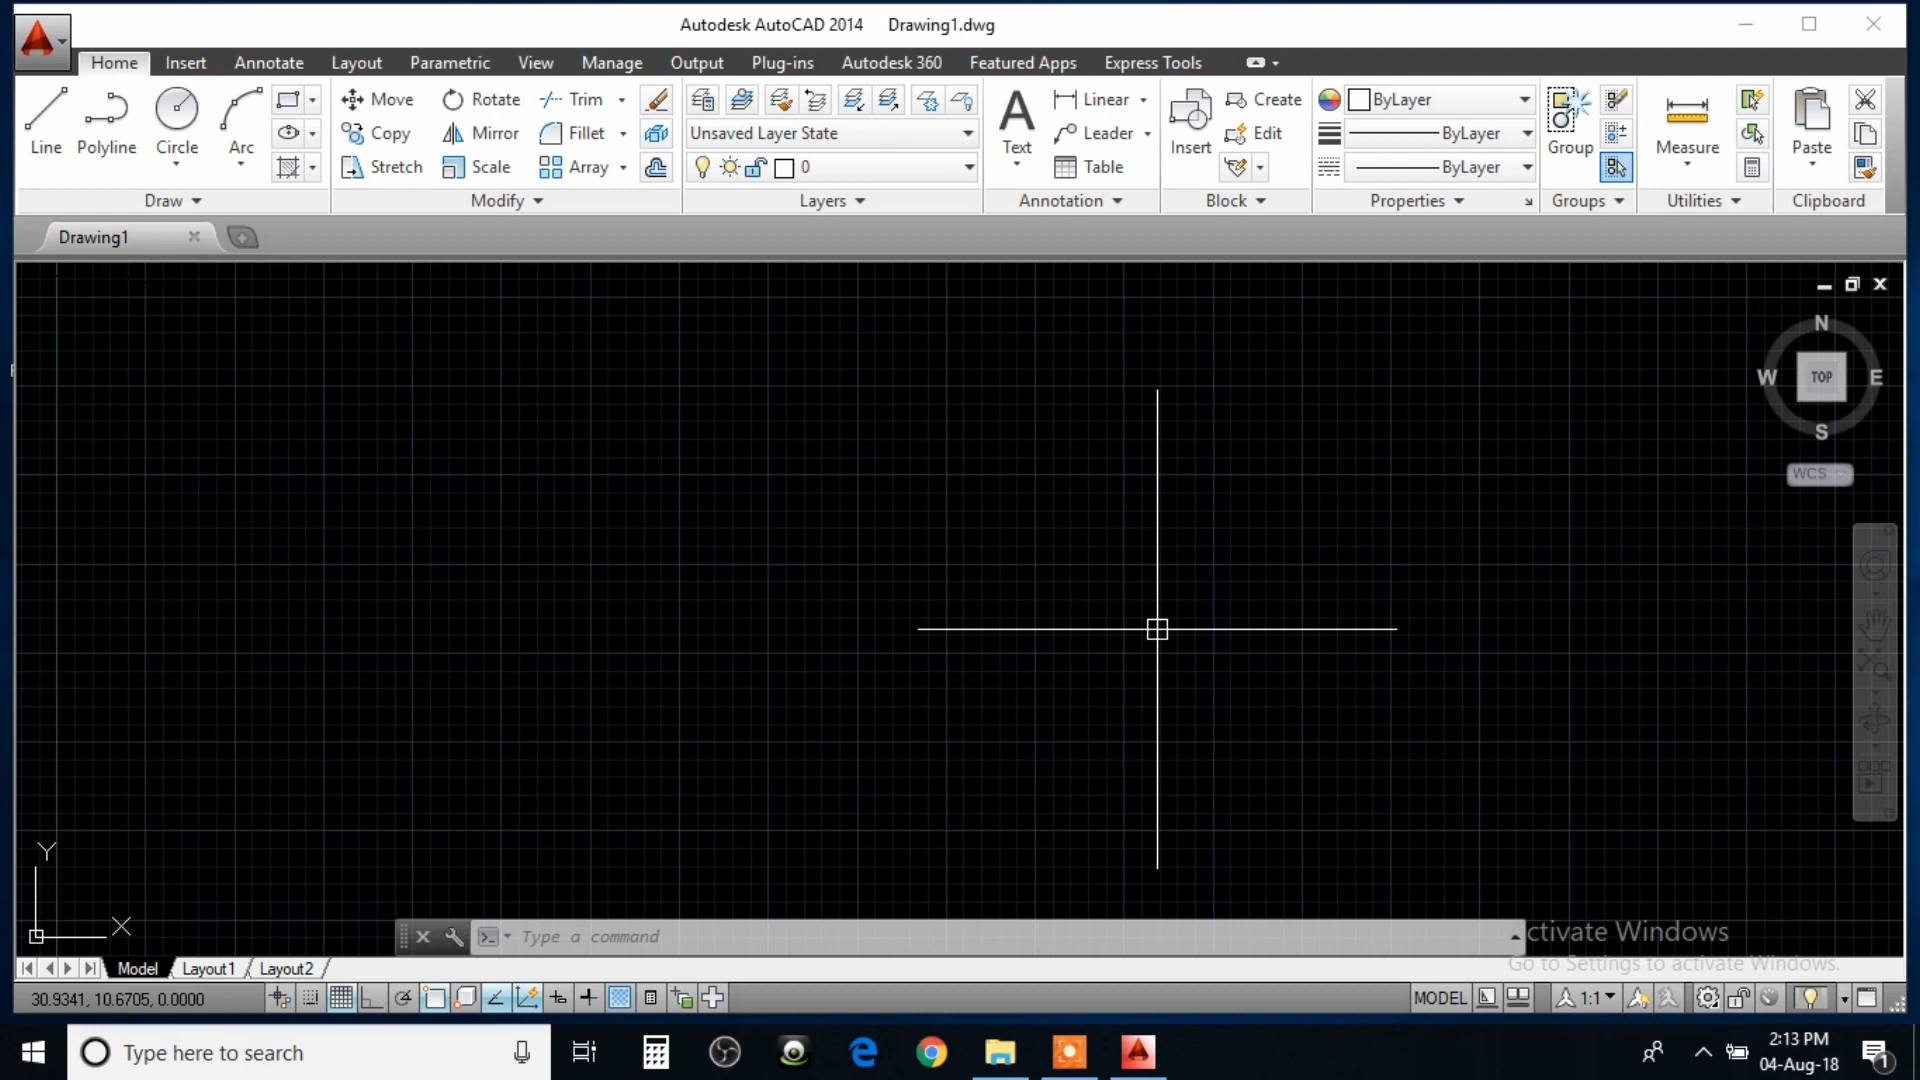 Autodesk AutoCAD 2014 Drawing1.dwg
Home Insert Annotate Layout Parametric View Manage Output Plug-ins Autodesk 360 Featured Apps Express Tools
Line Polyline Circle Arc
Move Rotate Trim
Copy Mirror Fillet
Stretch Scale Array
Unsaved Layer State
0
A
Text
Linear
Leader
Table
Insert
Create
Edit
ByLayer
ByLayer
ByLayer
Group
Measure
Paste
Draw Modify Layers Annotation Block Properties Groups Utilities Clipboard
Drawing1
N
W TOP E
S
WCS
Y
X
Type a command
ctivate Windows
Go to Settings to activate Windows.
Model Layout1 Layout2
30.9341, 10.6705, 0.0000
MODEL 1:1
Type here to search
2:13 PM
04-Aug-18
1